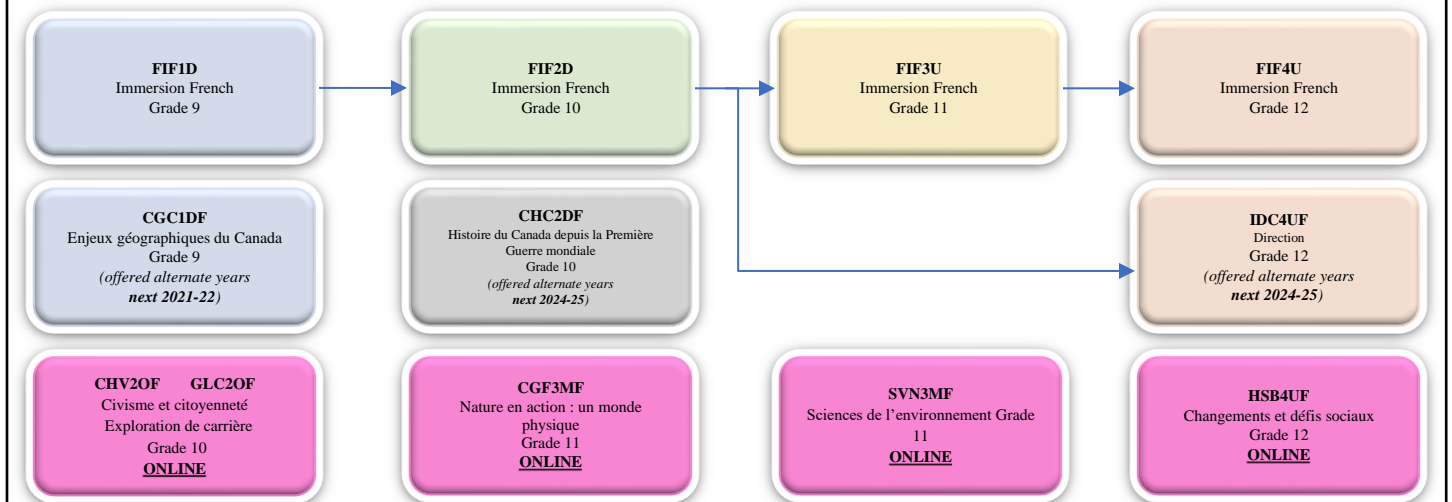 FIF1D
Immersion French
Grade 9
FIF2D
Immersion French
Grade 10
FIF3U
Immersion French
Grade 11
FIF4U
Immersion French
Grade 12
CGC1DF
Enjeux géographiques du Canada
Grade 9
(offered alternate years
next 2021-22)
CHC2DF
Histoire du Canada depuis la Première
Guerre mondiale
Grade 10
(offered alternate years
next 2024-25)
IDC4UF
Direction
Grade 12
(offered alternate years
next 2024-25)
CHV2OF GLC2OF
Civisme et citoyenneté
Exploration de carrière
Grade 10
ONLINE
CGF3MF
Nature en action : un monde
physique
Grade 11
ONLINE
SVN3MF
Sciences de l’environnement Grade
11
ONLINE
HSB4UF
Changements et défis sociaux
Grade 12
ONLINE